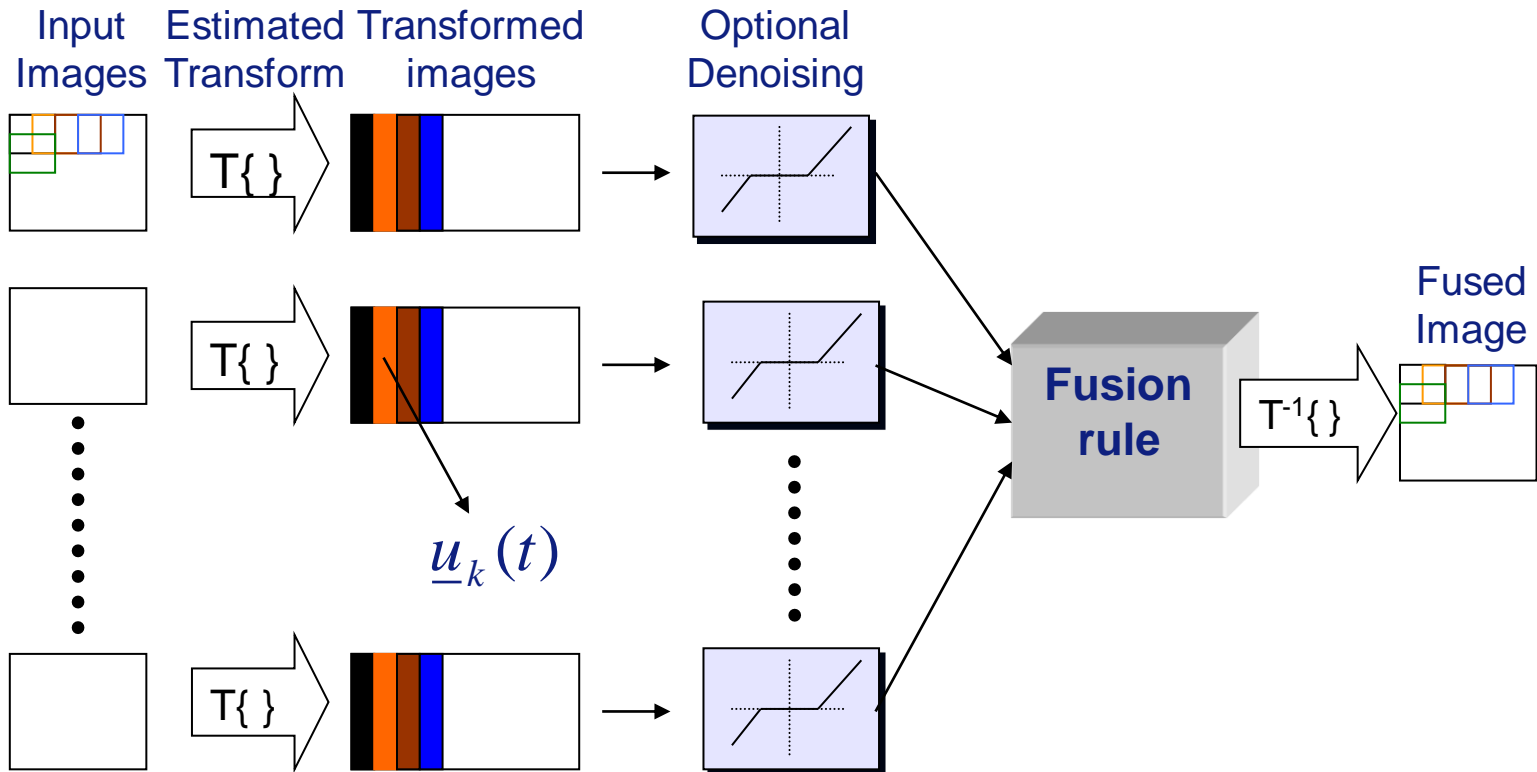 Input
Images
Estimated
Transform
Transformed
images
Optional
Denoising
T{ }
T{ }
u_k(t)
T{ }
Fusion
rule
T⁻¹{ }
Fused
Image